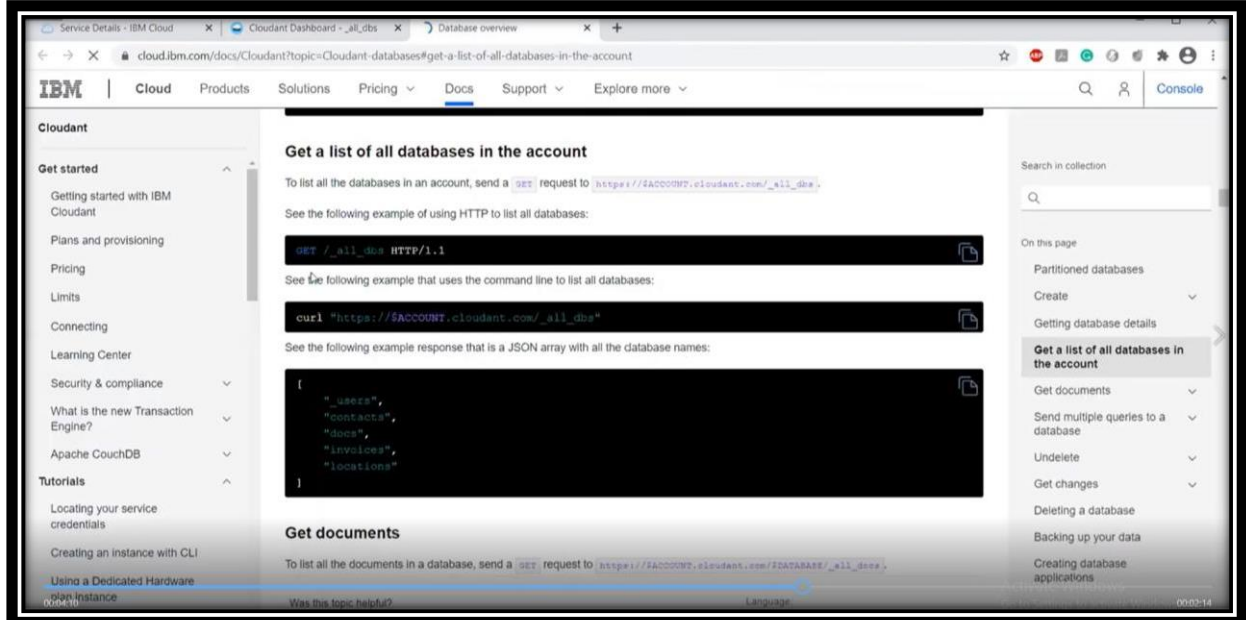 Service Details - IBM Cloud
Cloudant Dashboard - _all_dbs
Database overview
cloud.ibm.com/docs/Cloudant?topic=Cloudant-databases#get-a-list-of-all-databases-in-the-account
IBM
Cloud
Products
Solutions
Pricing
Docs
Support
Explore more
Console
Cloudant
Get started
Getting started with IBM
Cloudant
Plans and provisioning
Pricing
Limits
Connecting
Learning Center
Security & compliance
What is the new Transaction
Engine?
Apache CouchDB
Tutorials
Locating your service
credentials
Creating an instance with CLI
Using a Dedicated Hardware
plan instance
Get a list of all databases in the account
To list all the databases in an account, send a GET request to https://$ACCOUNT.cloudant.com/_all_dbs.
See the following example of using HTTP to list all databases:
GET /_all_dbs HTTP/1.1
See the following example that uses the command line to list all databases:
curl "https://$ACCOUNT.cloudant.com/_all_dbs"
See the following example response that is a JSON array with all the database names:
[
"_users",
"contacts",
"docs",
"invoices",
"locations"
]
Get documents
To list all the documents in a database, send a GET request to https://$ACCOUNT.cloudant.com/$DATABASE/_all_docs.
Was this topic helpful?
Language:
Search in collection
On this page
Partitioned databases
Create
Getting database details
Get a list of all databases in
the account
Get documents
Send multiple queries to a
database
Undelete
Get changes
Deleting a database
Backing up your data
Creating database
applications
00:04:10
00:02:14